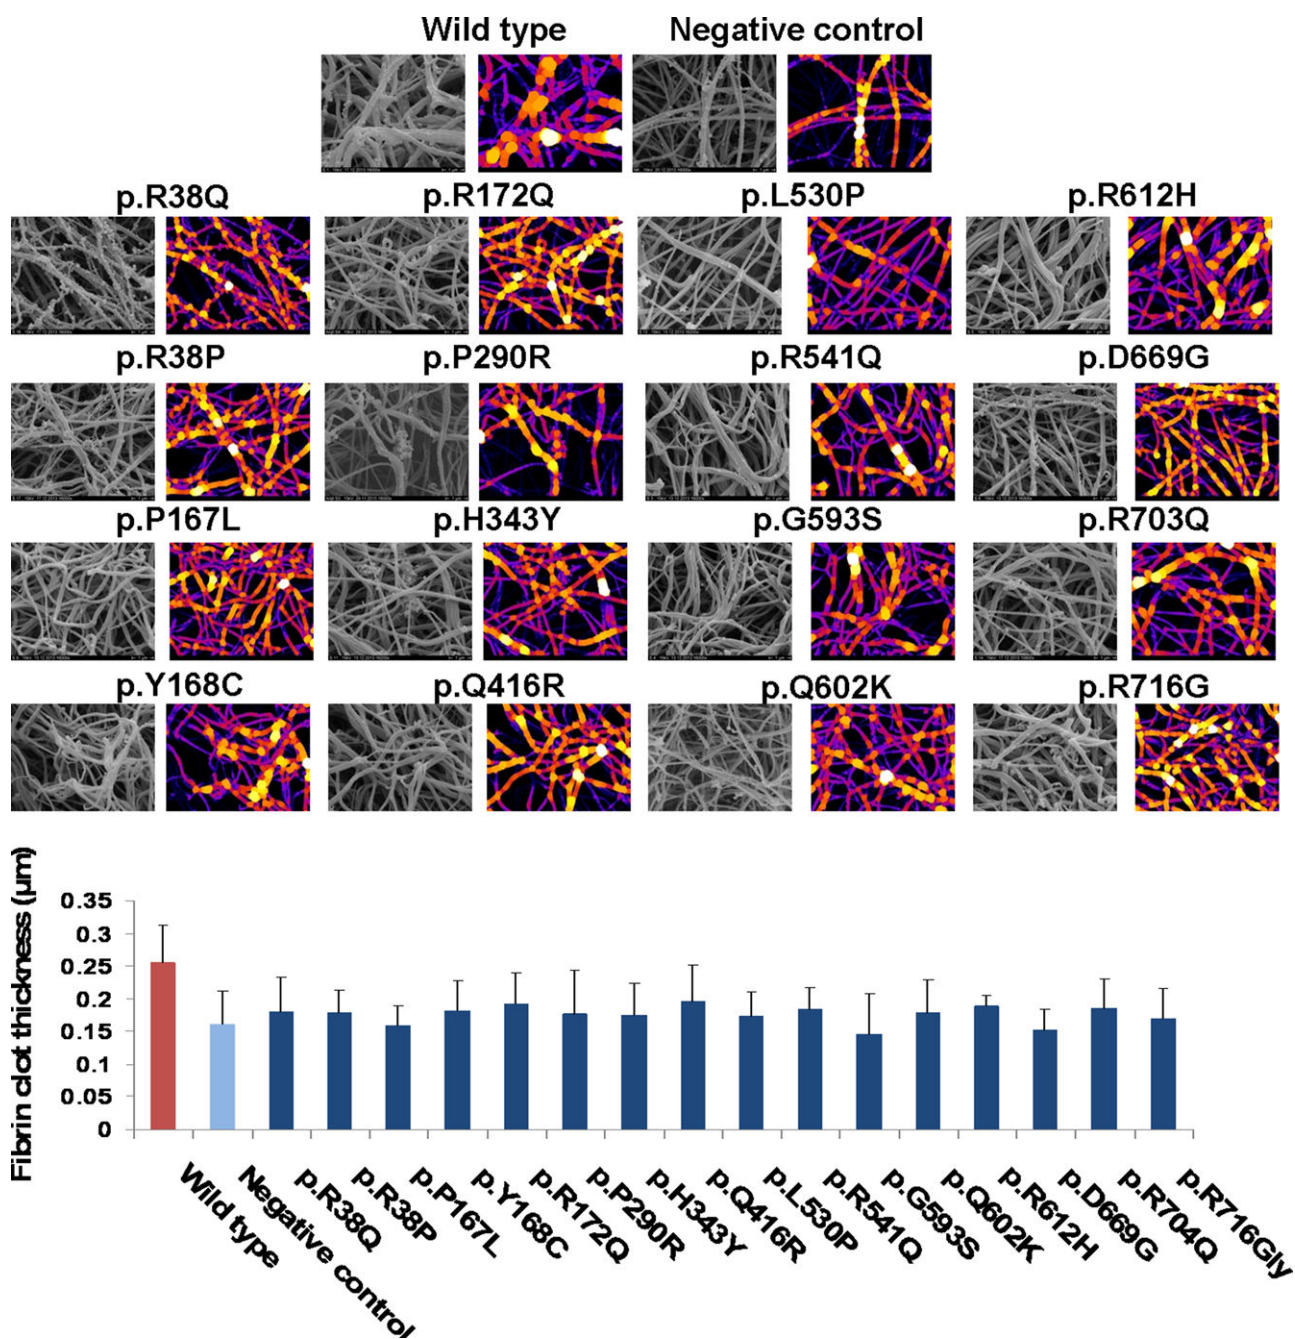 Wild type Negative control
p.R38Q p.R172Q p.L530P p.R612H
p.R38P p.P290R p.R541Q p.D669G
p.P167L p.H343Y p.G593S p.R703Q
p.Y168C p.Q416R p.Q602K p.R716G
Fibrin clot thickness (µm)
0.35
0.3
0.25
0.2
0.15
0.1
0.05
0
Wild type
Negative control
p.R38Q
p.R38P
p.P167L
p.Y168C
p.R172Q
p.P290R
p.H343Y
p.Q416R
p.L530P
p.R541Q
p.G593S
p.Q602K
p.R612H
p.D669G
p.R704Q
p.R716Gly